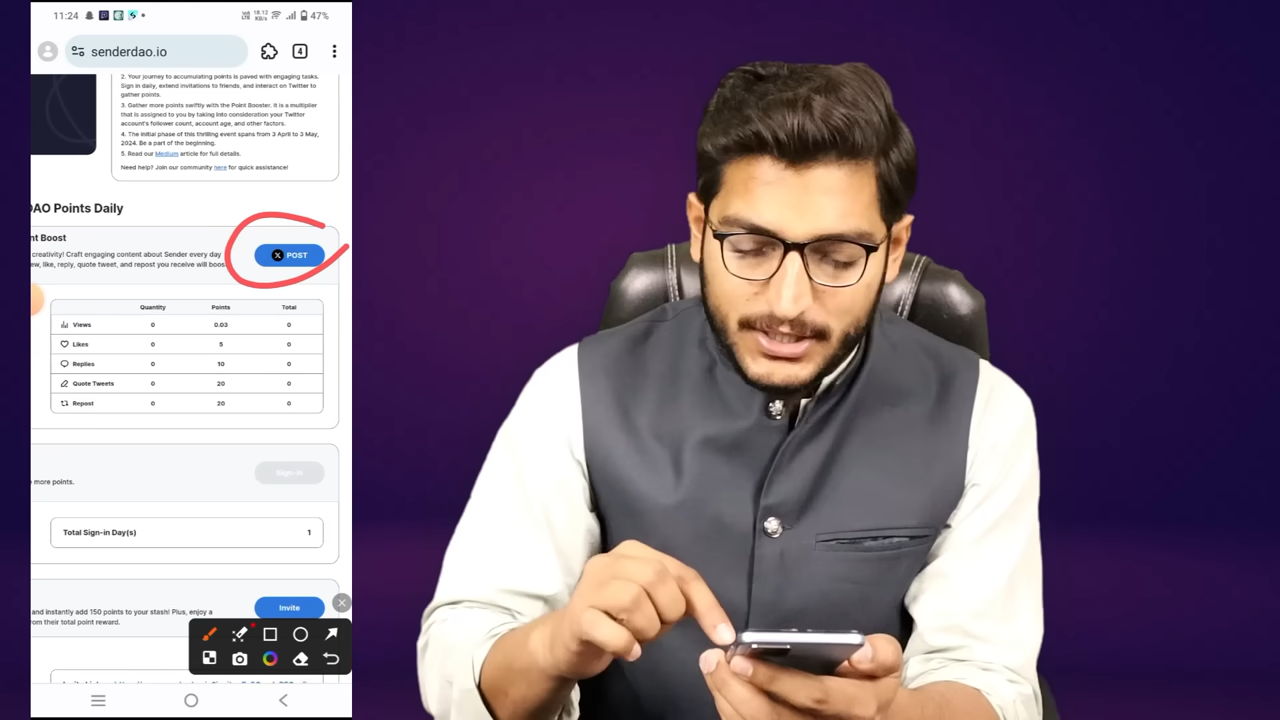 11:24
Vo) LTE 18.12 KB/s 47%
senderdao.io
4
2. Your journey to accumulating points is paved with engaging tasks.
Sign in daily, extend invitations to friends, and interact on Twitter to
gather points.
3. Gather more points swiftly with the Point Booster. It is a multiplier
that is assigned to you by taking into consideration your Twitter
account's follower count, account age, and other factors.
4. The initial phase of this thrilling event spans from 3 April to 3 May,
2024. Be a part of the beginning.
5. Read our Medium article for full details.
Need help? Join our community here for quick assistance!
DAO Points Daily
nt Boost
creativity! Craft engaging content about Sender every day
ew, like, reply, quote tweet, and repost you receive will boos
X POST
Quantity Points Total
Views 0 0.03 0
Likes 0 5 0
Replies 0 10 0
Quote Tweets 0 20 0
Repost 0 20 0
Sign-in
more points.
Total Sign-in Day(s) 1
and instantly add 150 points to your stash! Plus, enjoy a
rom their total point reward.
Invite